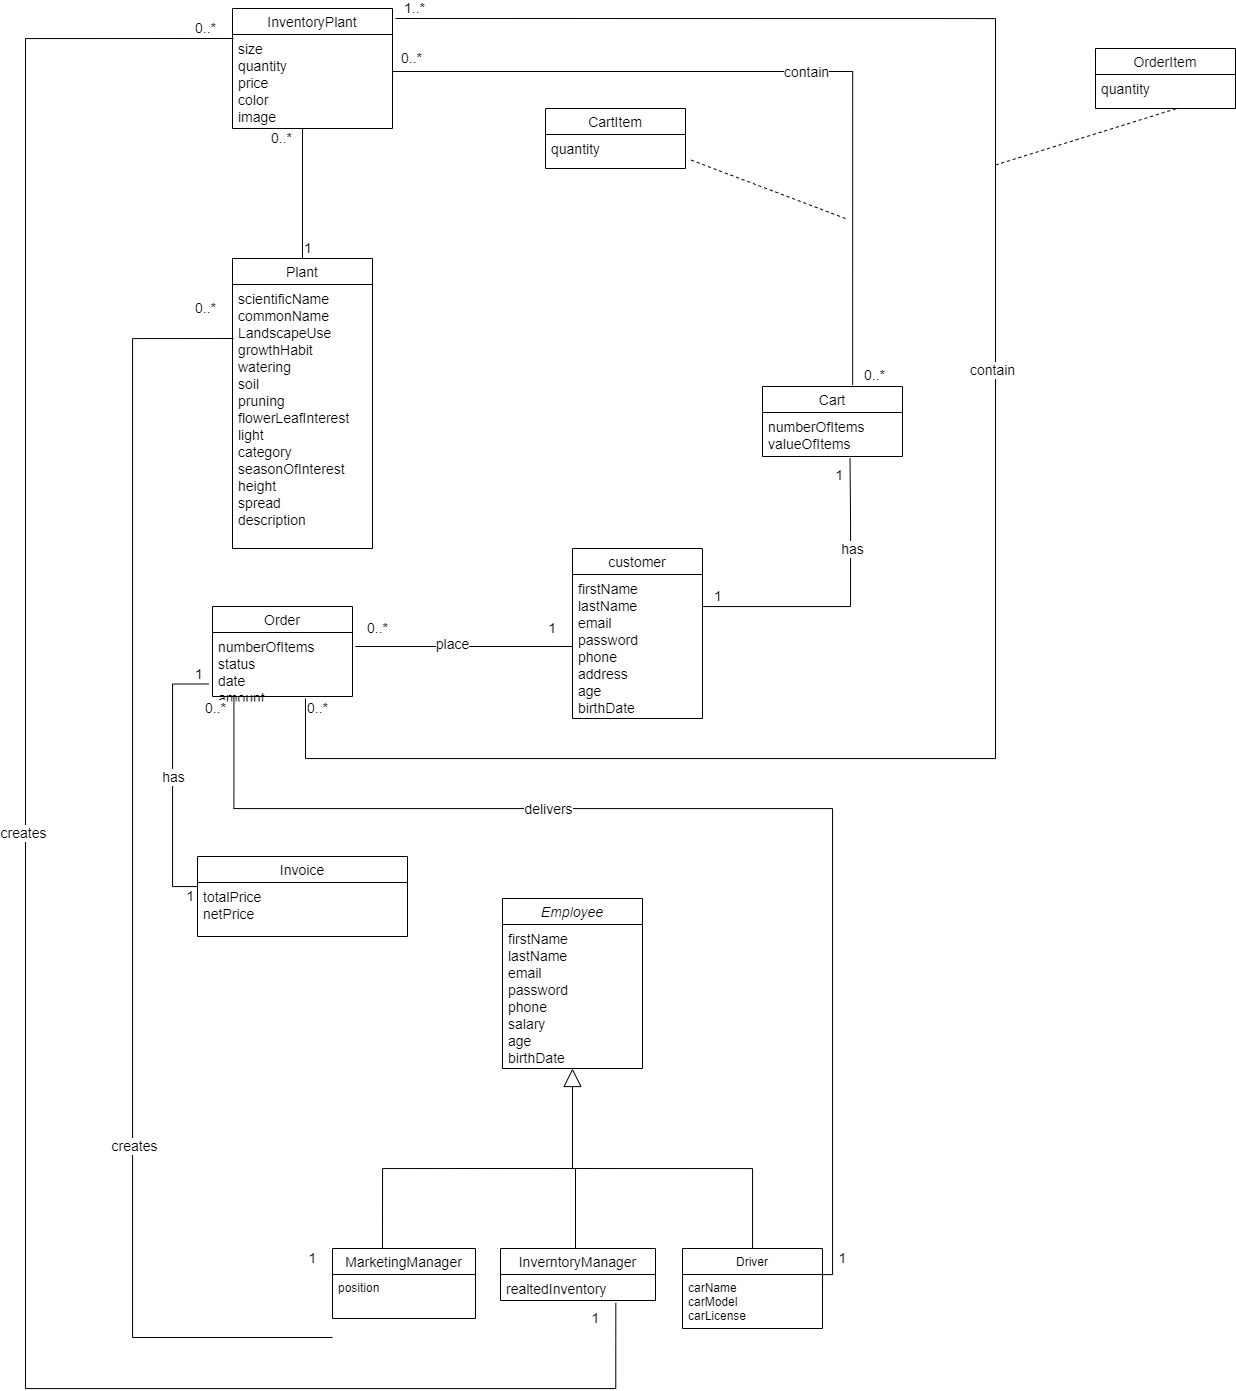 1..*
0..*
InventoryPlant
size
quantity
price
color
image
0..*
contain
OrderItem
quantity
CartItem
quantity
0..*
1
Plant
scientificName
commonName
LandscapeUse
growthHabit
watering
soil
pruning
flowerLeafInterest
light
category
seasonOfInterest
height
spread
description
0..*
contain
0..*
Cart
numberOfItems
valueOfItems
1
has
1
customer
firstName
lastName
email
password
phone
address
age
birthDate
1
place
0..*
Order
numberOfItems
status
date
amount
1
0..*
0..*
has
delivers
creates
Invoice
totalPrice
netPrice
1
Employee
firstName
lastName
email
password
phone
salary
age
birthDate
creates
1
MarketingManager
position
InverntoryManager
realtedInventory
1
Driver
carName
carModel
carLicense
1